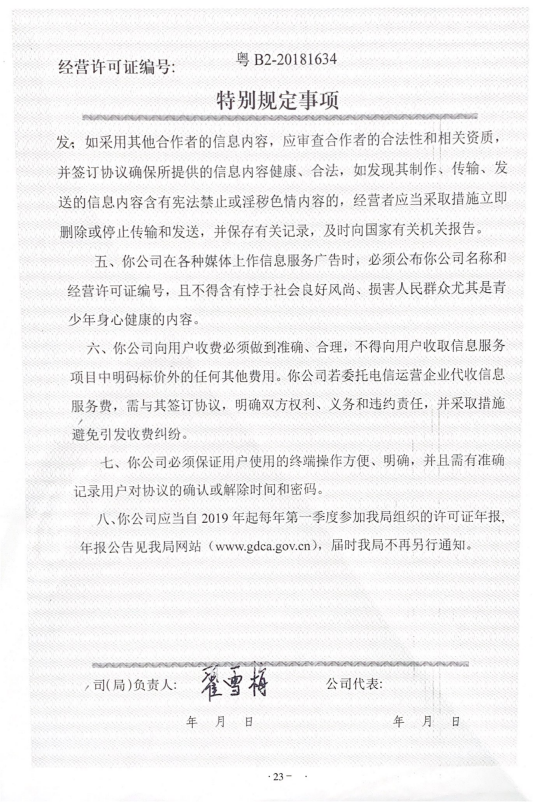 经营许可证编号:
粤 B2-20181634
特别规定事项
发；如采用其他合作者的信息内容，应审查合作者的合法性和相关资质，
并签订协议确保所提供的信息内容健康、合法，如发现其制作、传输、发
送的信息内容含有宪法禁止或淫秽色情内容的，经营者应当采取措施立即
删除或停止传输和发送，并保存有关记录，及时向国家有关机关报告。
五、你公司在各种媒体上作信息服务广告时，必须公布你公司名称和
经营许可证编号，且不得含有悖于社会良好风尚、损害人民群众尤其是青
少年身心健康的内容。
六、你公司向用户收费必须做到准确、合理，不得向用户收取信息服务
项目中明码标价外的任何其他费用。你公司若委托电信运营企业代收信息
服务费，需与其签订协议，明确双方权利、义务和违约责任，并采取措施
避免引发收费纠纷。
七、你公司必须保证用户使用的终端操作方便、明确，并且需有准确
记录用户对协议的确认或解除时间和密码。
八、你公司应当自 2019 年起每年第一季度参加我局组织的许可证年报，
年报公告见我局网站（www.gdca.gov.cn），届时我局不再另行通知。
司(局)负责人: 翟雪梅 公司代表:
年 月 日 年 月 日
· 23 -